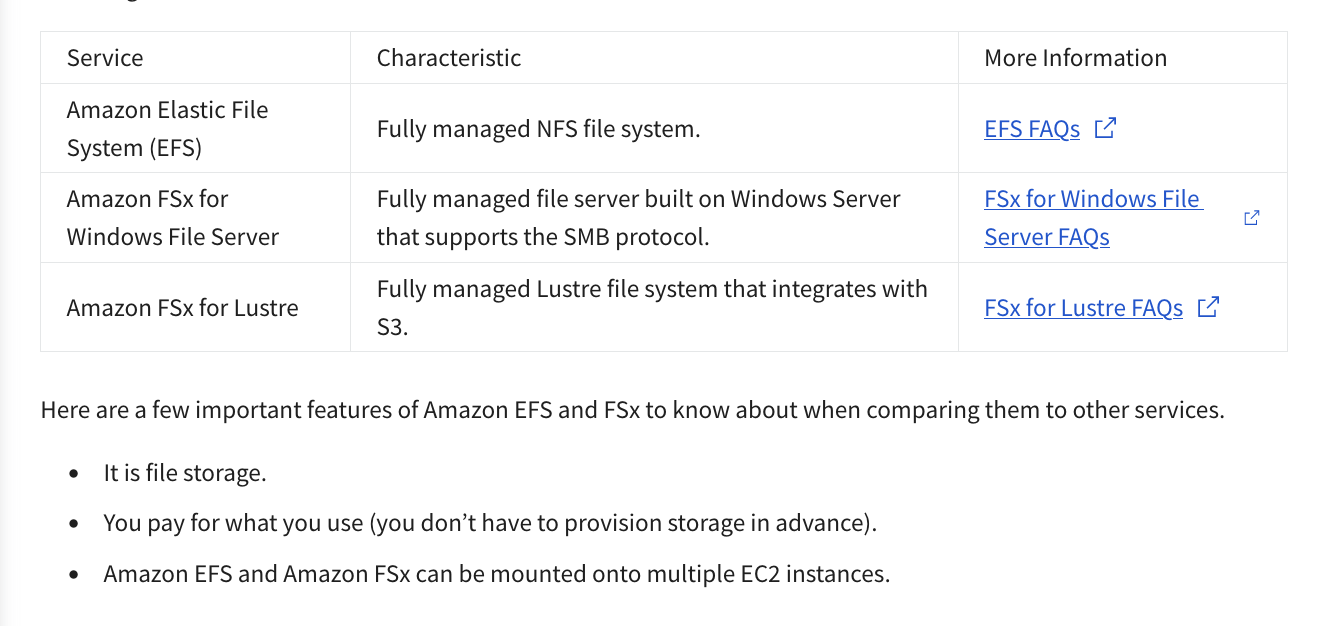 Service
Characteristic
More Information
Amazon Elastic File
System (EFS)
Fully managed NFS file system.
EFS FAQs
Amazon FSx for
Windows File Server
Fully managed file server built on Windows Server
that supports the SMB protocol.
FSx for Windows File
Server FAQs
Amazon FSx for Lustre
Fully managed Lustre file system that integrates with
S3.
FSx for Lustre FAQs
Here are a few important features of Amazon EFS and FSx to know about when comparing them to other services.
• It is file storage.
• You pay for what you use (you don’t have to provision storage in advance).
• Amazon EFS and Amazon FSx can be mounted onto multiple EC2 instances.